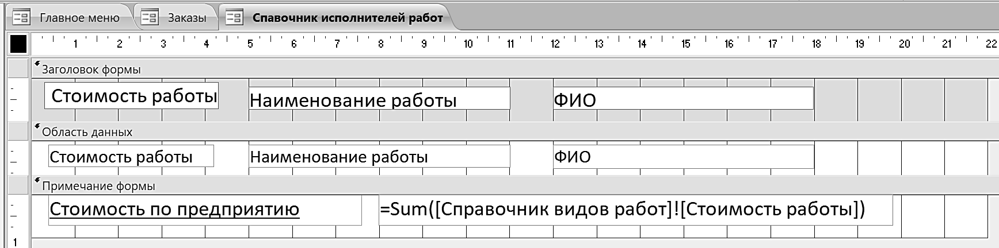 Главное меню Заказы Спавочник исполнителей работ
1 2 3 4 5 6 7 8 9 10 11 12 13 14 15 16 17 18 19 20 21 22
Заголовок формы
Стоимость работы Наименование работы ФИО
Область данных
Стоимость работы Наименование работы ФИО
Примечание формы
Стоимость по предприятию =Sum([Справочник видов работ]![Стоимость работы])
1